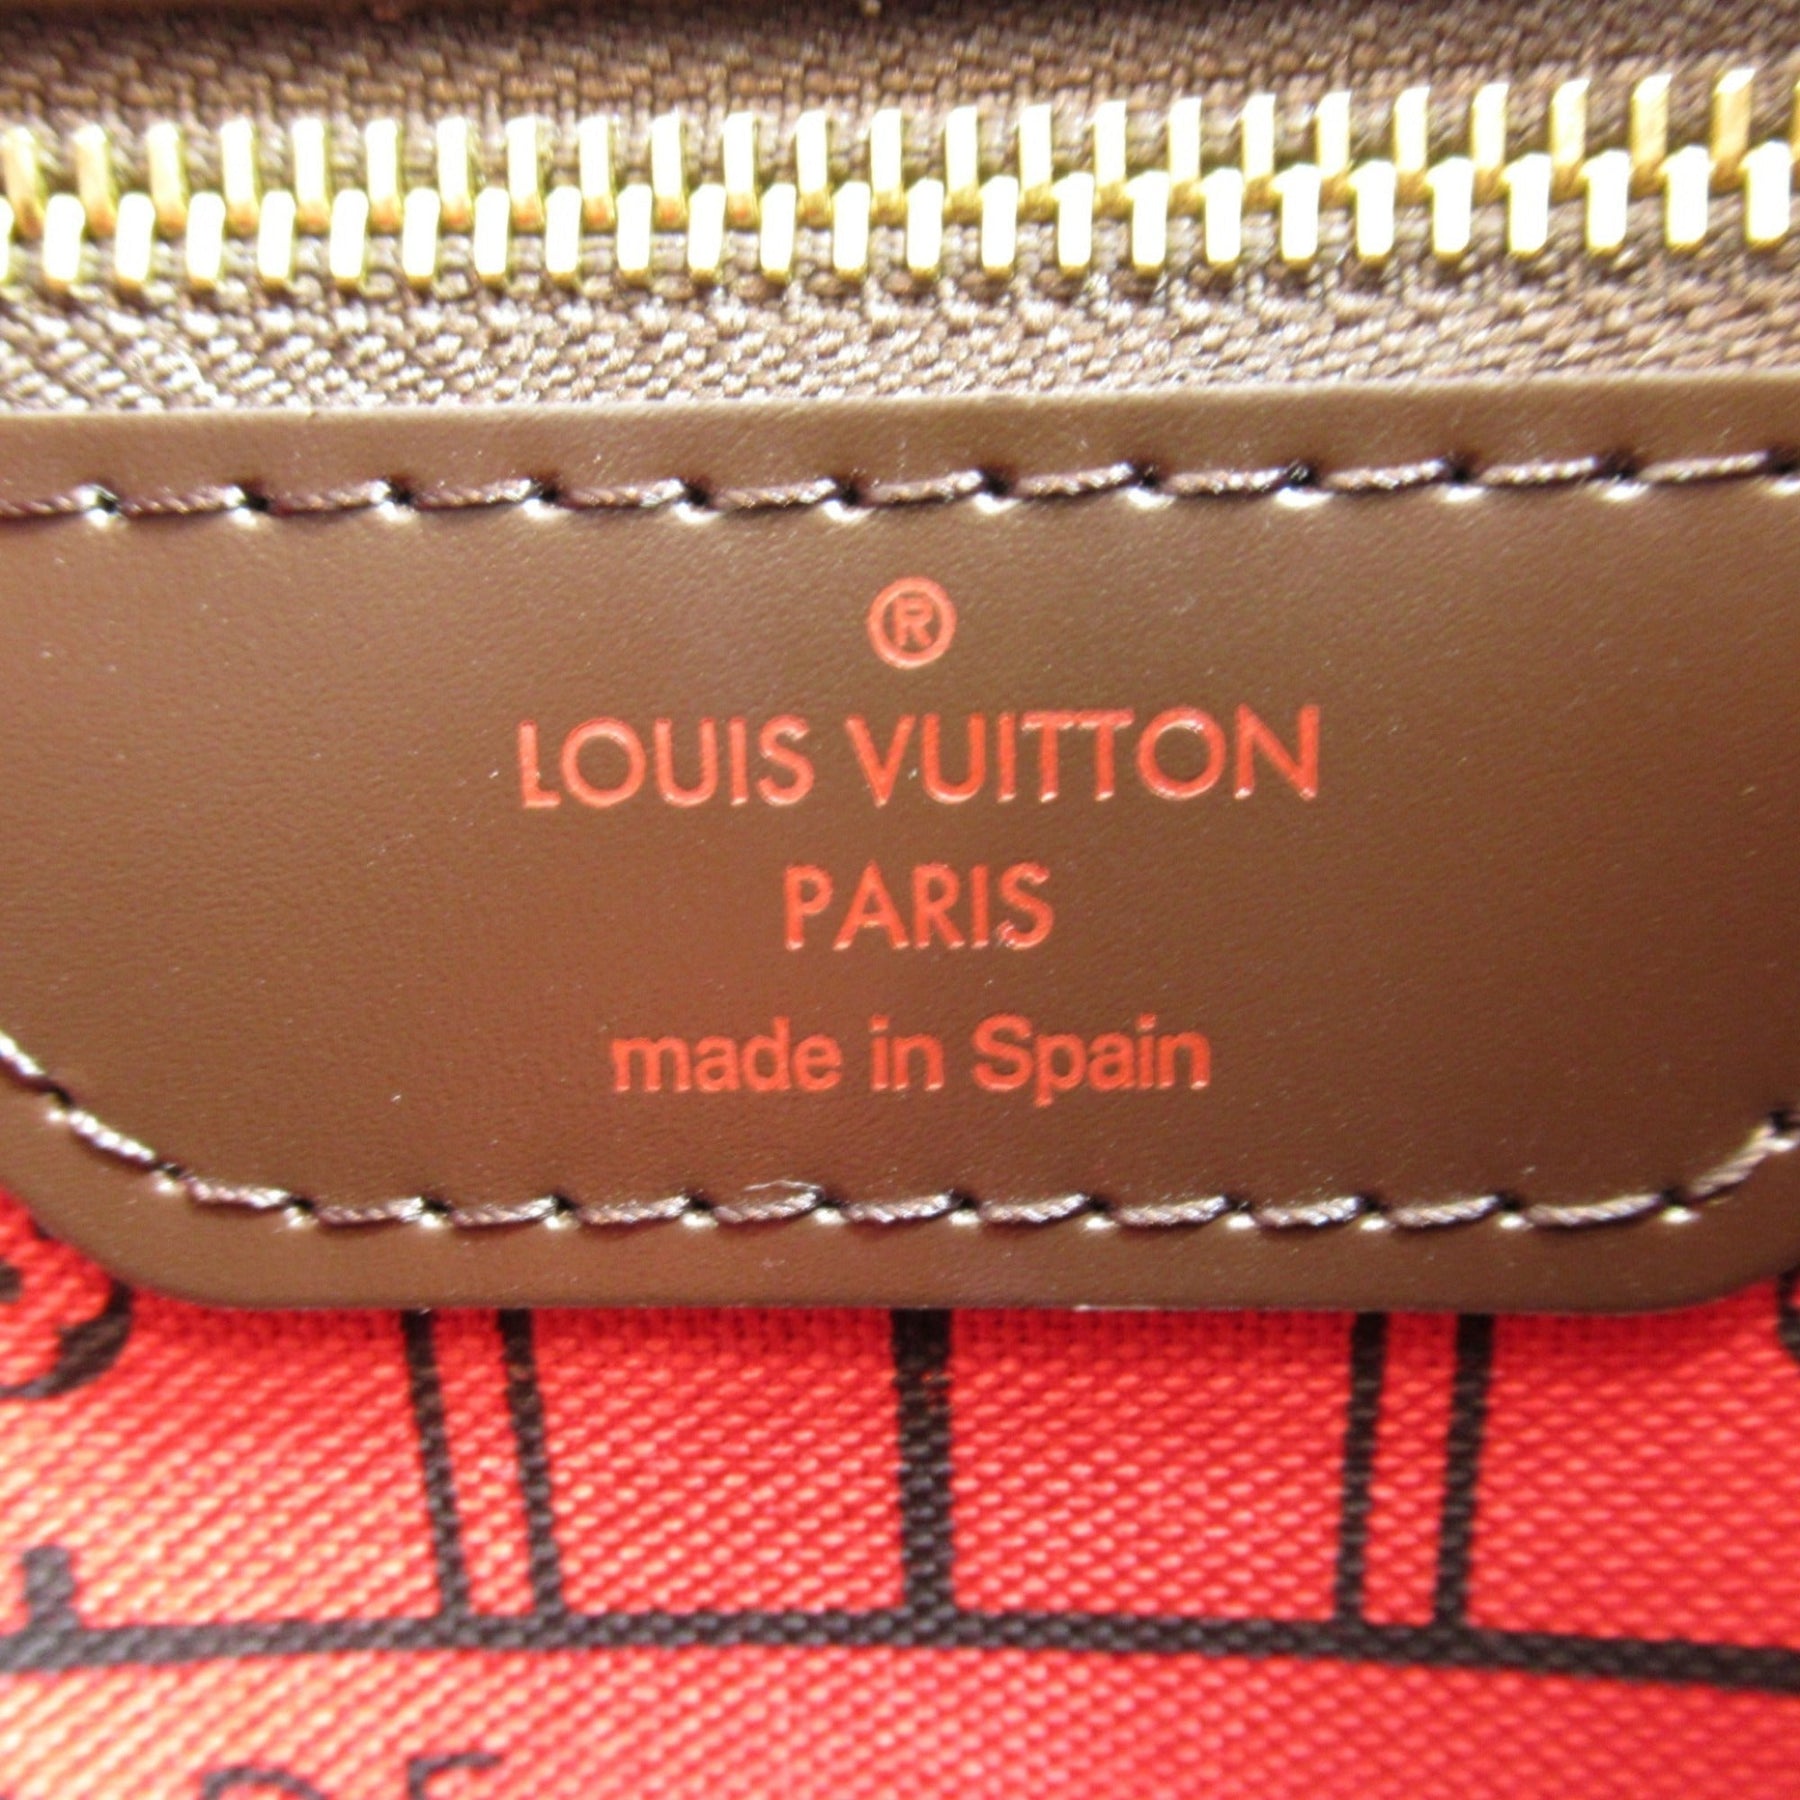 ®
LOUIS VUITTON
PARIS
made in Spain